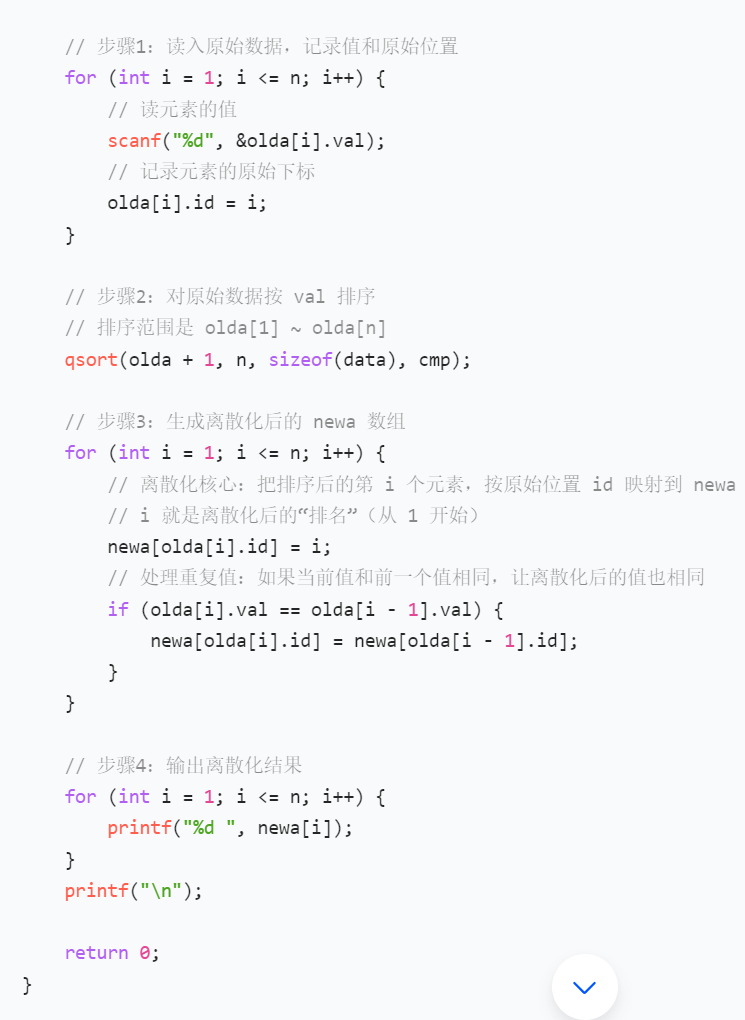 // 步骤1：读入原始数据，记录值和原始位置
for (int i = 1; i <= n; i++) {
// 读元素的值
scanf("%d", &olda[i].val);
// 记录元素的原始下标
olda[i].id = i;
}
// 步骤2：对原始数据按 val 排序
// 排序范围是 olda[1] ~ olda[n]
qsort(olda + 1, n, sizeof(data), cmp);
// 步骤3：生成离散化后的 newa 数组
for (int i = 1; i <= n; i++) {
// 离散化核心：把排序后的第 i 个元素，按原始位置 id 映射到 newa
// i 就是离散化后的“排名”（从 1 开始）
newa[olda[i].id] = i;
// 处理重复值：如果当前值和前一个值相同，让离散化后的值也相同
if (olda[i].val == olda[i - 1].val) {
newa[olda[i].id] = newa[olda[i - 1].id];
}
}
// 步骤4：输出离散化结果
for (int i = 1; i <= n; i++) {
printf("%d ", newa[i]);
}
printf("\n");
return 0;
}